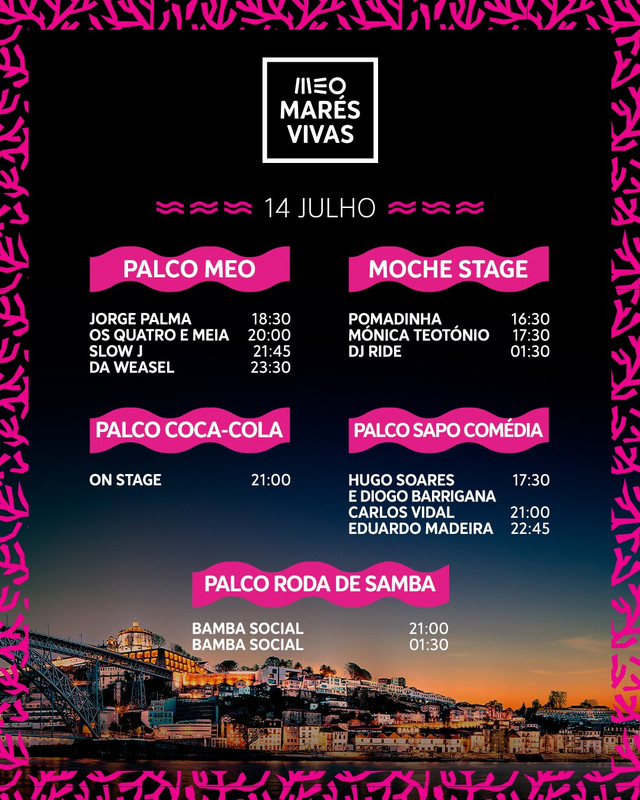 MEO
MARÉS
VIVAS
14 JULHO
PALCO MEO
JORGE PALMA 18:30
OS QUATRO E MEIA 20:00
SLOW J 21:45
DA WEASEL 23:30
MOCHE STAGE
POMADINHA 16:30
MÓNICA TEOTÓNIO 17:30
DJ RIDE 01:30
PALCO COCA-COLA
ON STAGE 21:00
PALCO SAPO COMÉDIA
HUGO SOARES 17:30
E DIOGO BARRIGANA
CARLOS VIDAL 21:00
EDUARDO MADEIRA 22:45
PALCO RODA DE SAMBA
BAMBA SOCIAL 21:00
BAMBA SOCIAL 01:30